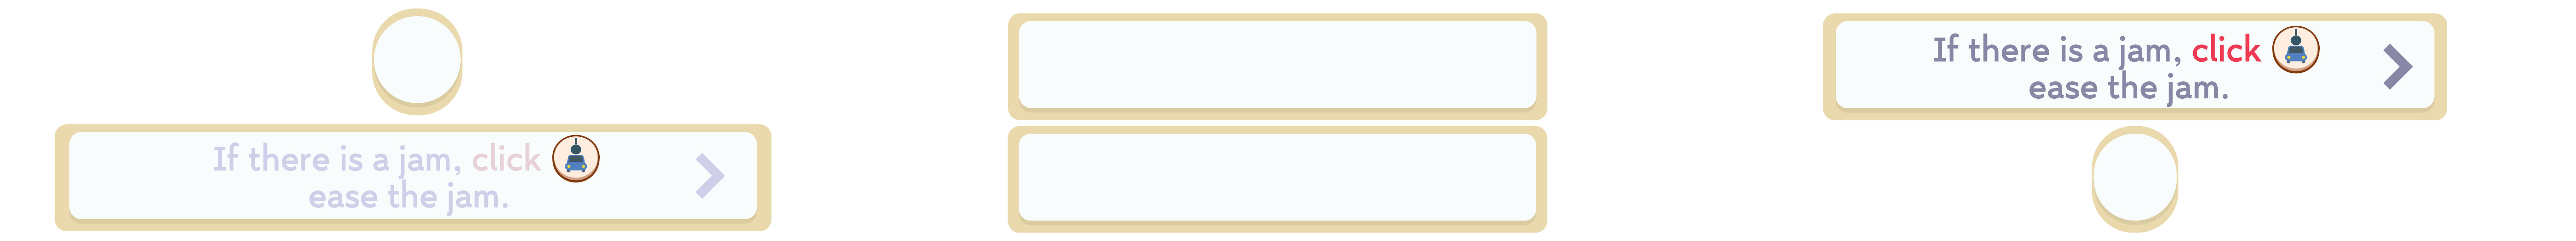 If there is a jam, click
ease the jam.
If there is a jam, click
ease the jam.